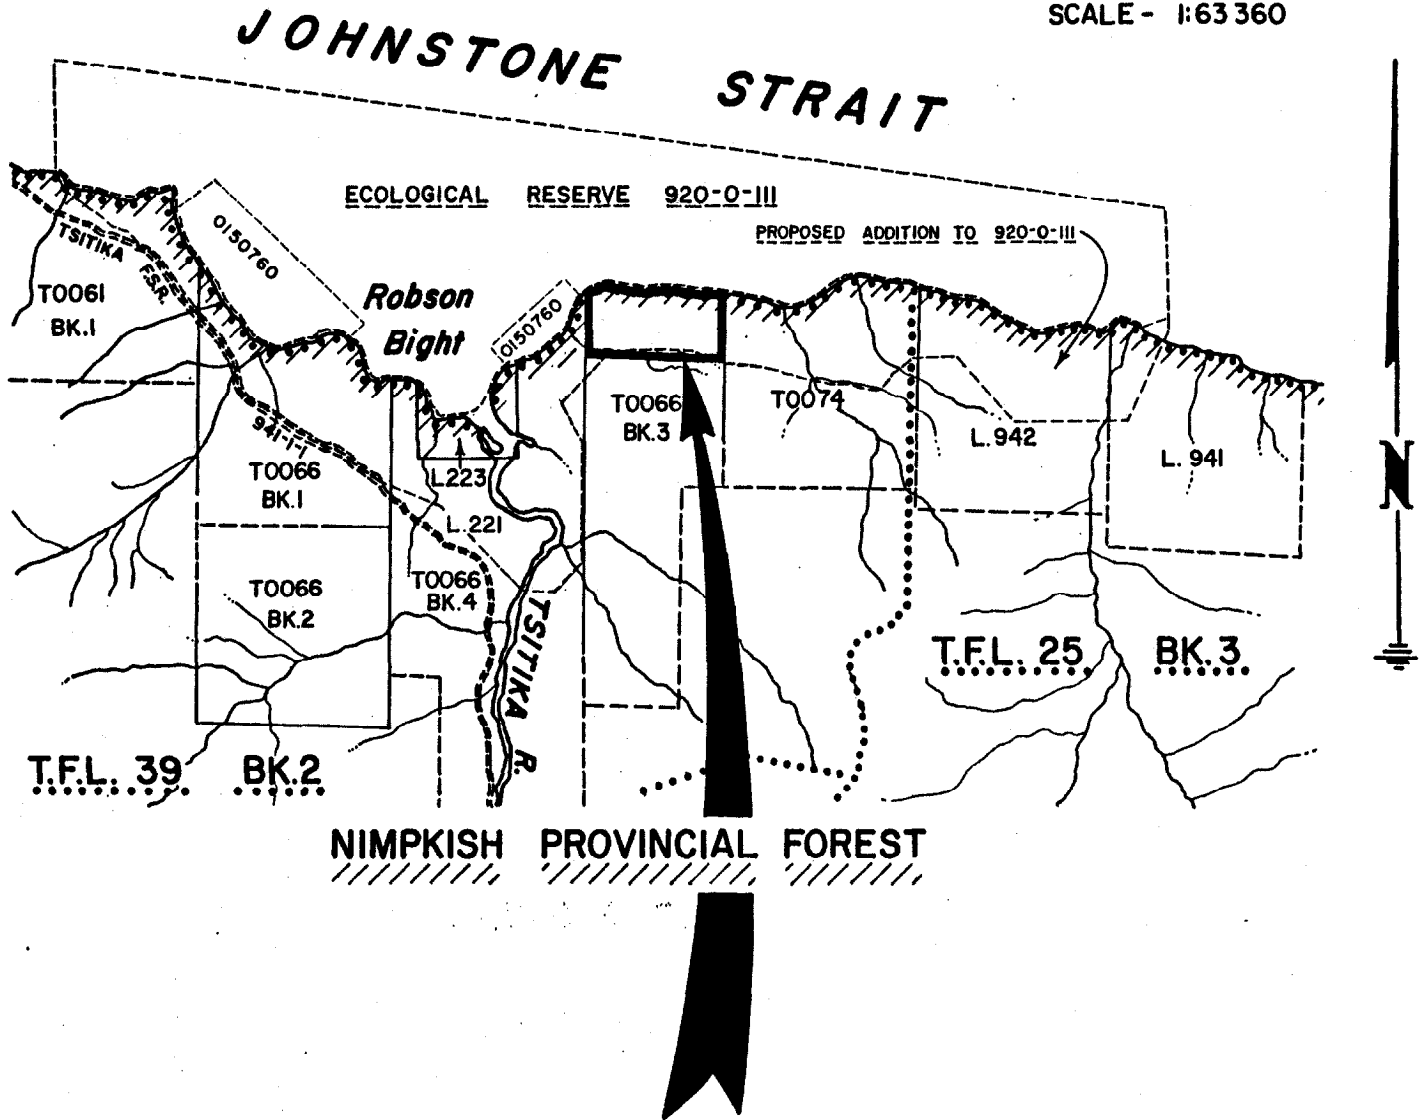 SCALE - 1:63360
JOHNSTONE STRAIT
ECOLOGICAL RESERVE 920-0-111
PROPOSED ADDITION TO 920-0-111
0150760
TSITIKA F.S.R.
T0061
BK.1
Robson
Bight
0150760
T0066
BK.3
T0074
L.942
L. 941
941-1-1
T0066
BK.1
L223
L.221
N
T0066
BK.2
T0066
BK.4
TSITIKA R.
T.F.L. 25 BK.3
T.F.L. 39 BK.2
NIMPKISH PROVINCIAL FOREST